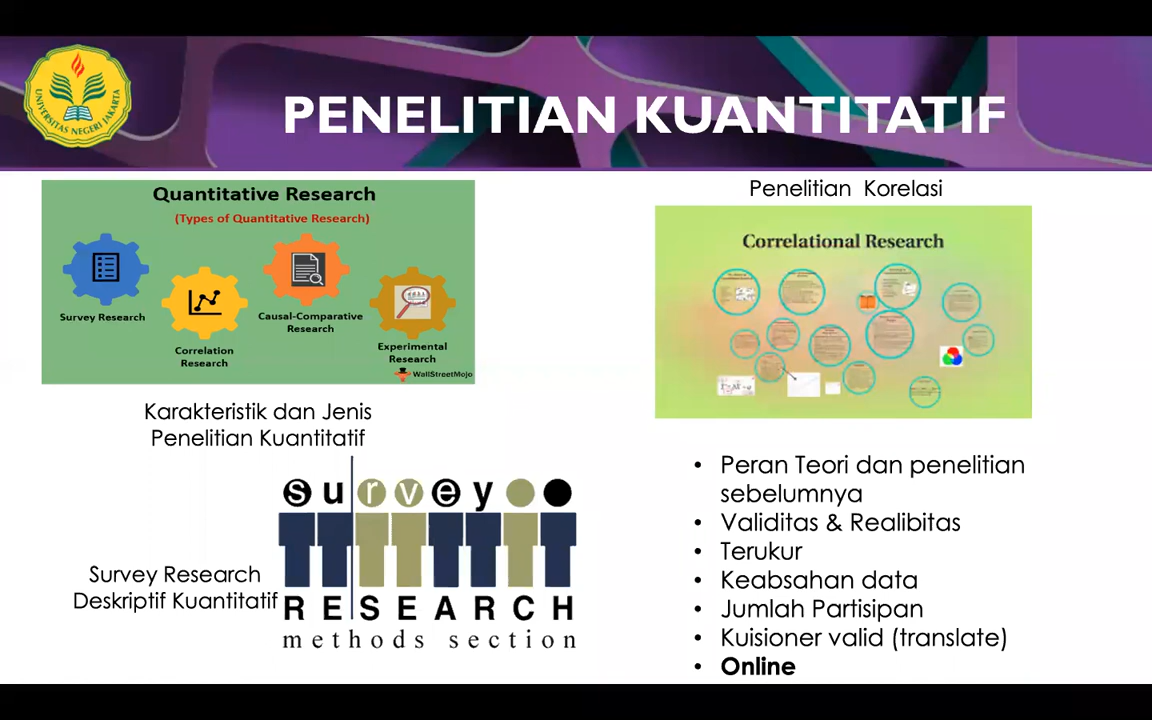 UNIVERSITAS NEGERI JAKARTA
PENELITIAN KUANTITATIF
Quantitative Research
(Types of Quantitative Research)
Survey Research
Correlation
Research
Causal-Comparative
Research
Experimental
Research
WallStreetMojo
Karakteristik dan Jenis
Penelitian Kuantitatif
survey
RESEARCH
methods section
Survey Research
Deskriptif Kuantitatif
Penelitian Korelasi
Correlational Research
• Peran Teori dan penelitian
sebelumnya
• Validitas & Realibitas
• Terukur
• Keabsahan data
• Jumlah Partisipan
• Kuisioner valid (translate)
• Online